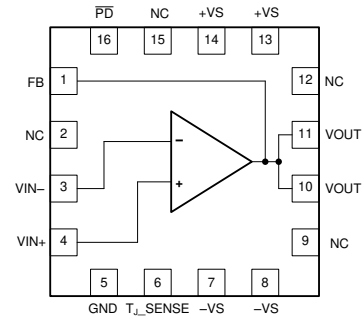 PD NC +VS +VS
16 15 14 13
FB 1
12 NC
NC 2
11 VOUT
VIN– 3
10 VOUT
VIN+ 4
9 NC
–
+
5 6 7 8
GND TJ_SENSE –VS –VS